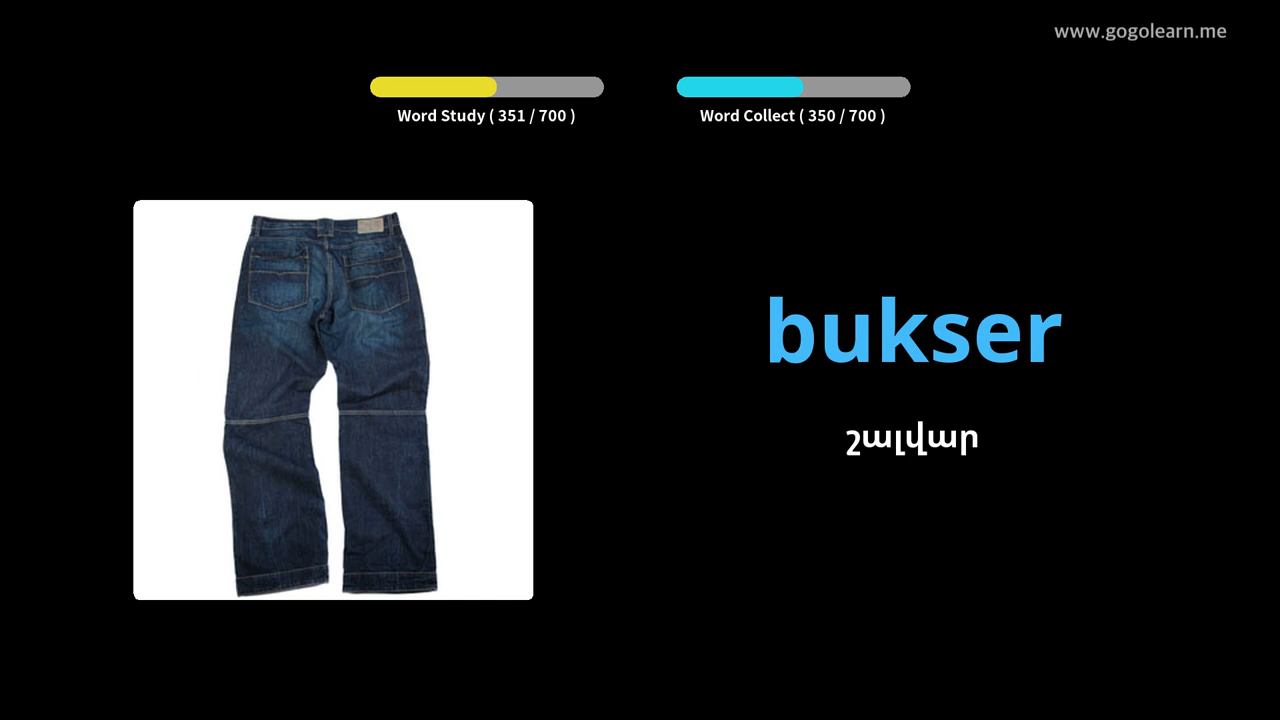 www.gogolearn.me
Word Study ( 351 / 700 )
Word Collect ( 350 / 700 )
bukser
շալվար